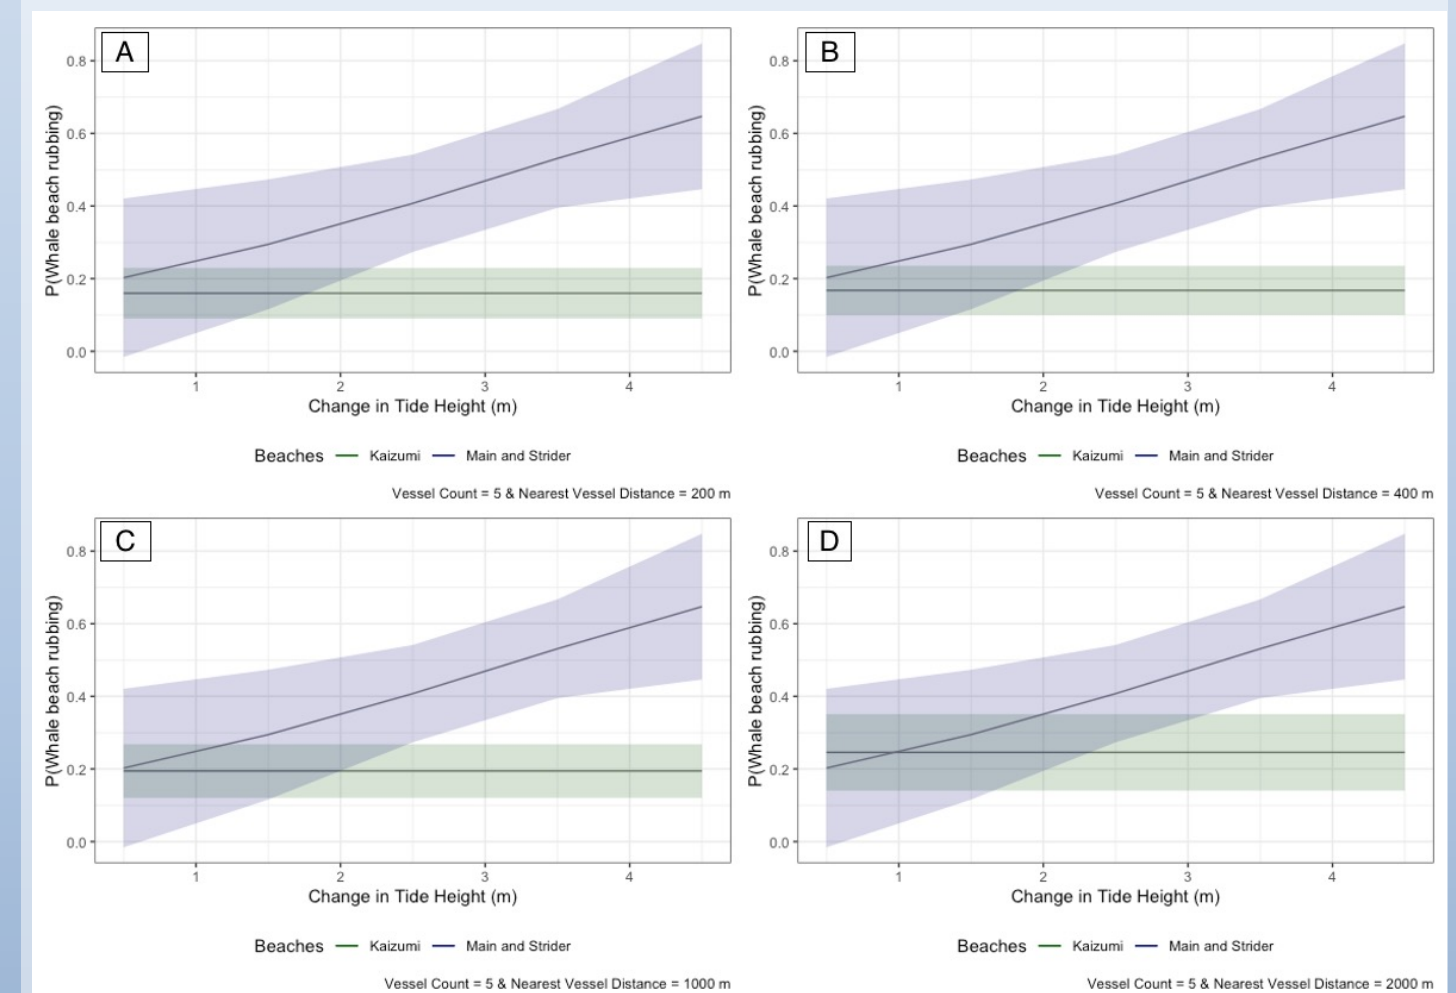 A
P(Whale beach rubbing)
0.8
0.6
0.4
0.2
0.0
1 2 3 4
Change in Tide Height (m)
Beaches Kaizumi Main and Strider
Vessel Count = 5 & Nearest Vessel Distance = 200 m
B
P(Whale beach rubbing)
0.8
0.6
0.4
0.2
0.0
1 2 3 4
Change in Tide Height (m)
Beaches Kaizumi Main and Strider
Vessel Count = 5 & Nearest Vessel Distance = 400 m
C
P(Whale beach rubbing)
0.8
0.6
0.4
0.2
0.0
1 2 3 4
Change in Tide Height (m)
Beaches Kaizumi Main and Strider
Vessel Count = 5 & Nearest Vessel Distance = 1000 m
D
P(Whale beach rubbing)
0.8
0.6
0.4
0.2
0.0
1 2 3 4
Change in Tide Height (m)
Beaches Kaizumi Main and Strider
Vessel Count = 5 & Nearest Vessel Distance = 2000 m